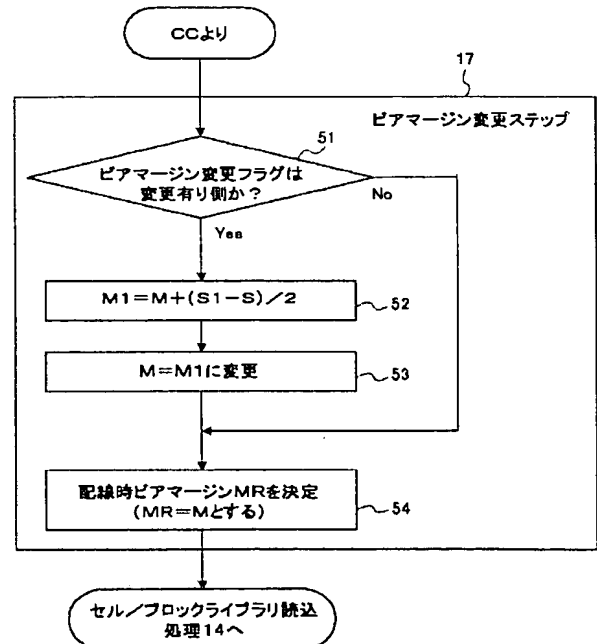 CCより
17
ビアマージン変更ステップ
51
ビアマージン変更フラグは
変更有り側か?
No
Yes
M1=M+(S1-S)/2
52
M=M1に変更
53
配線時ビアマージンMRを決定
(MR=Mとする)
54
セル/ブロックライブラリ読込
処理14へ